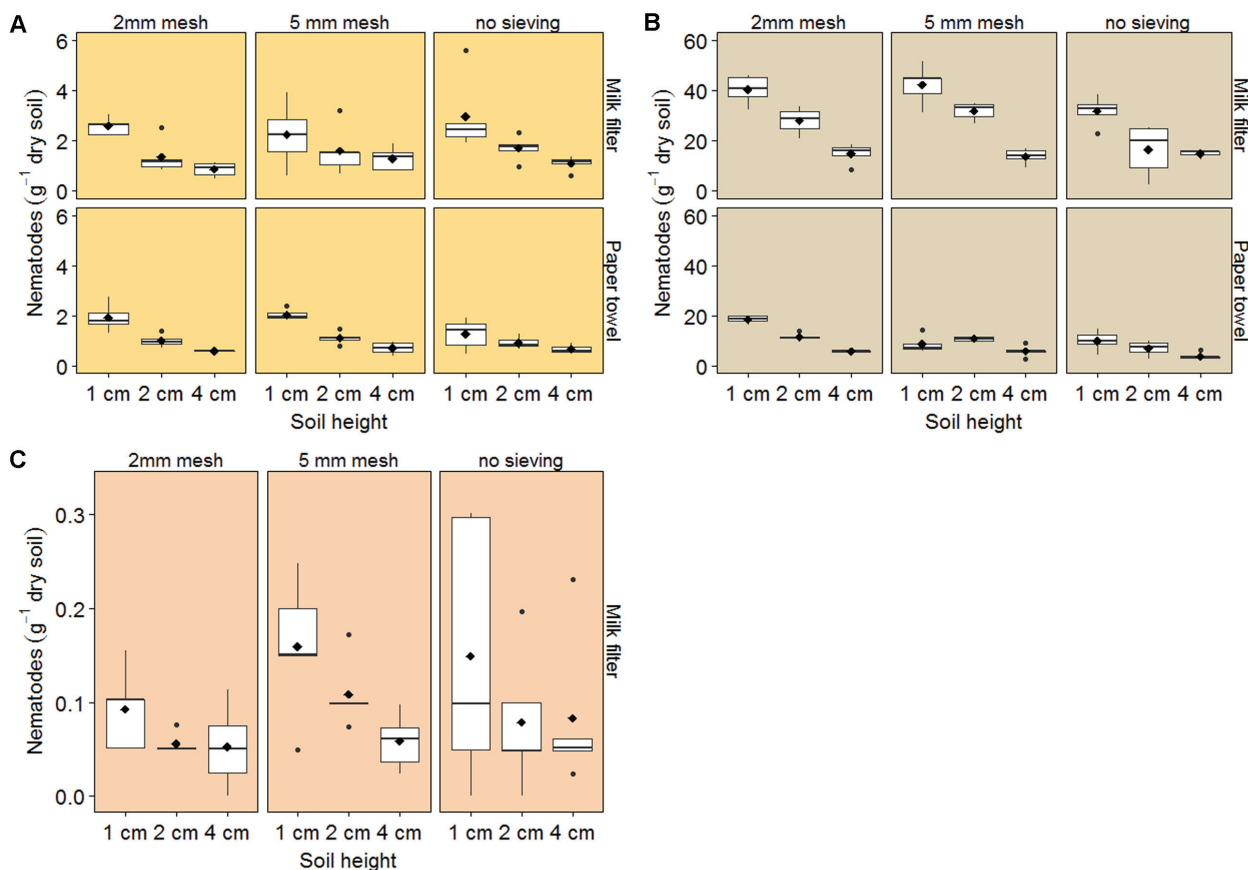 A
2mm mesh
5 mm mesh
no sieving
Nematodes (g⁻¹ dry soil)
6
4
2
0
Milk filter
6
4
2
0
Paper towel
1 cm 2 cm 4 cm
1 cm 2 cm 4 cm
1 cm 2 cm 4 cm
Soil height
B
2mm mesh
5 mm mesh
no sieving
Nematodes (g⁻¹ dry soil)
60
40
20
0
Milk filter
60
40
20
0
Paper towel
1 cm 2 cm 4 cm
1 cm 2 cm 4 cm
1 cm 2 cm 4 cm
Soil height
C
2mm mesh
5 mm mesh
no sieving
Nematodes (g⁻¹ dry soil)
0.3
0.2
0.1
0.0
Milk filter
1 cm 2 cm 4 cm
1 cm 2 cm 4 cm
1 cm 2 cm 4 cm
Soil height